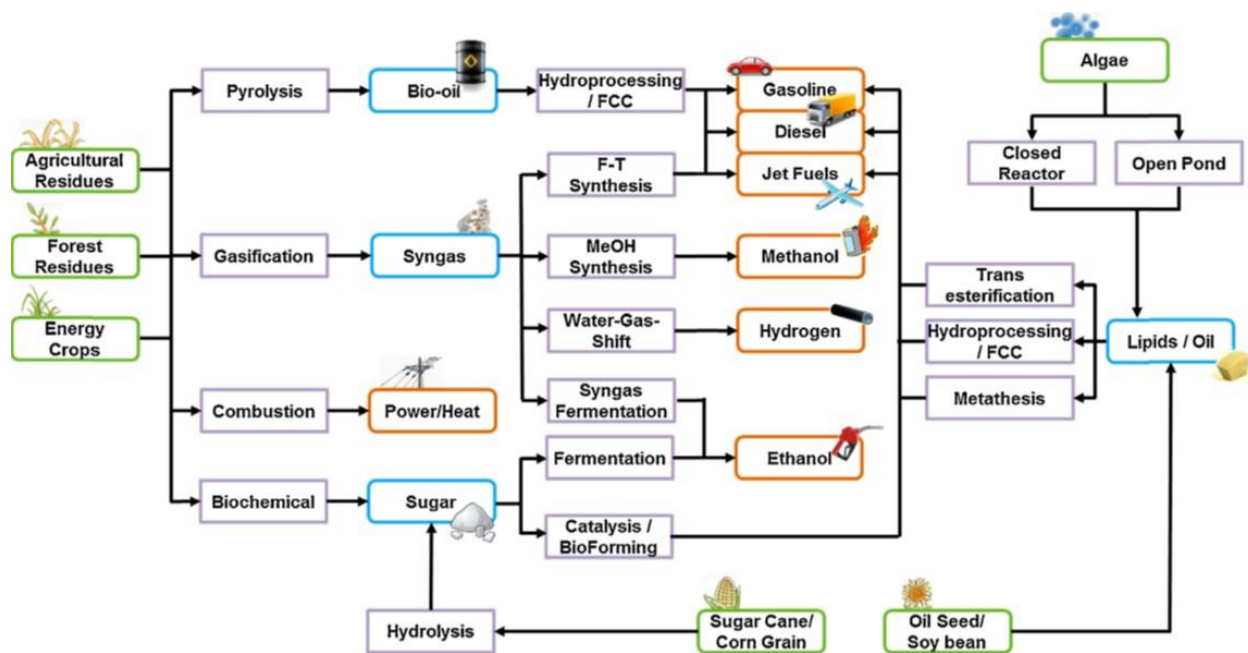 Algae
Pyrolysis
Bio-oil
Hydroprocessing
/ FCC
Gasoline
Diesel
Jet Fuels
Closed
Reactor
Open Pond
Agricultural
Residues
F-T
Synthesis
Forest
Residues
Gasification
Syngas
MeOH
Synthesis
Methanol
Trans
esterification
Energy
Crops
Water-Gas-
Shift
Hydrogen
Hydroprocessing
/ FCC
Lipids / Oil
Combustion
Power/Heat
Syngas
Fermentation
Metathesis
Fermentation
Ethanol
Biochemical
Sugar
Catalysis /
BioForming
Hydrolysis
Sugar Cane/
Corn Grain
Oil Seed/
Soy bean